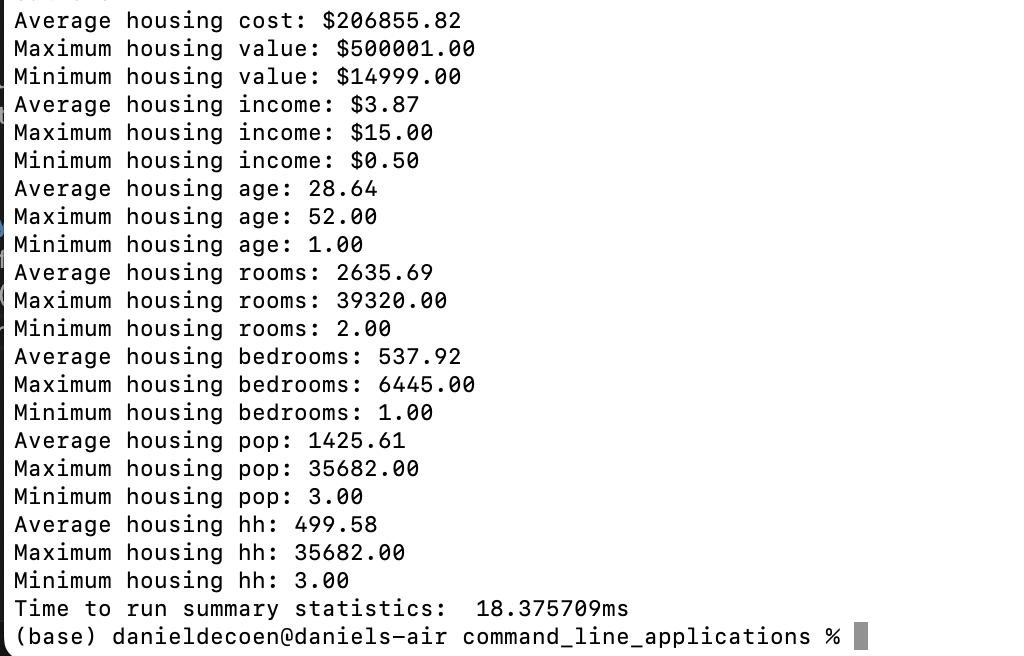 Average housing cost: $206855.82
Maximum housing value: $500001.00
Minimum housing value: $14999.00
Average housing income: $3.87
Maximum housing income: $15.00
Minimum housing income: $0.50
Average housing age: 28.64
Maximum housing age: 52.00
Minimum housing age: 1.00
Average housing rooms: 2635.69
Maximum housing rooms: 39320.00
Minimum housing rooms: 2.00
Average housing bedrooms: 537.92
Maximum housing bedrooms: 6445.00
Minimum housing bedrooms: 1.00
Average housing pop: 1425.61
Maximum housing pop: 35682.00
Minimum housing pop: 3.00
Average housing hh: 499.58
Maximum housing hh: 35682.00
Minimum housing hh: 3.00
Time to run summary statistics:  18.375709ms
(base) danieldecoen@daniels-air command_line_applications %